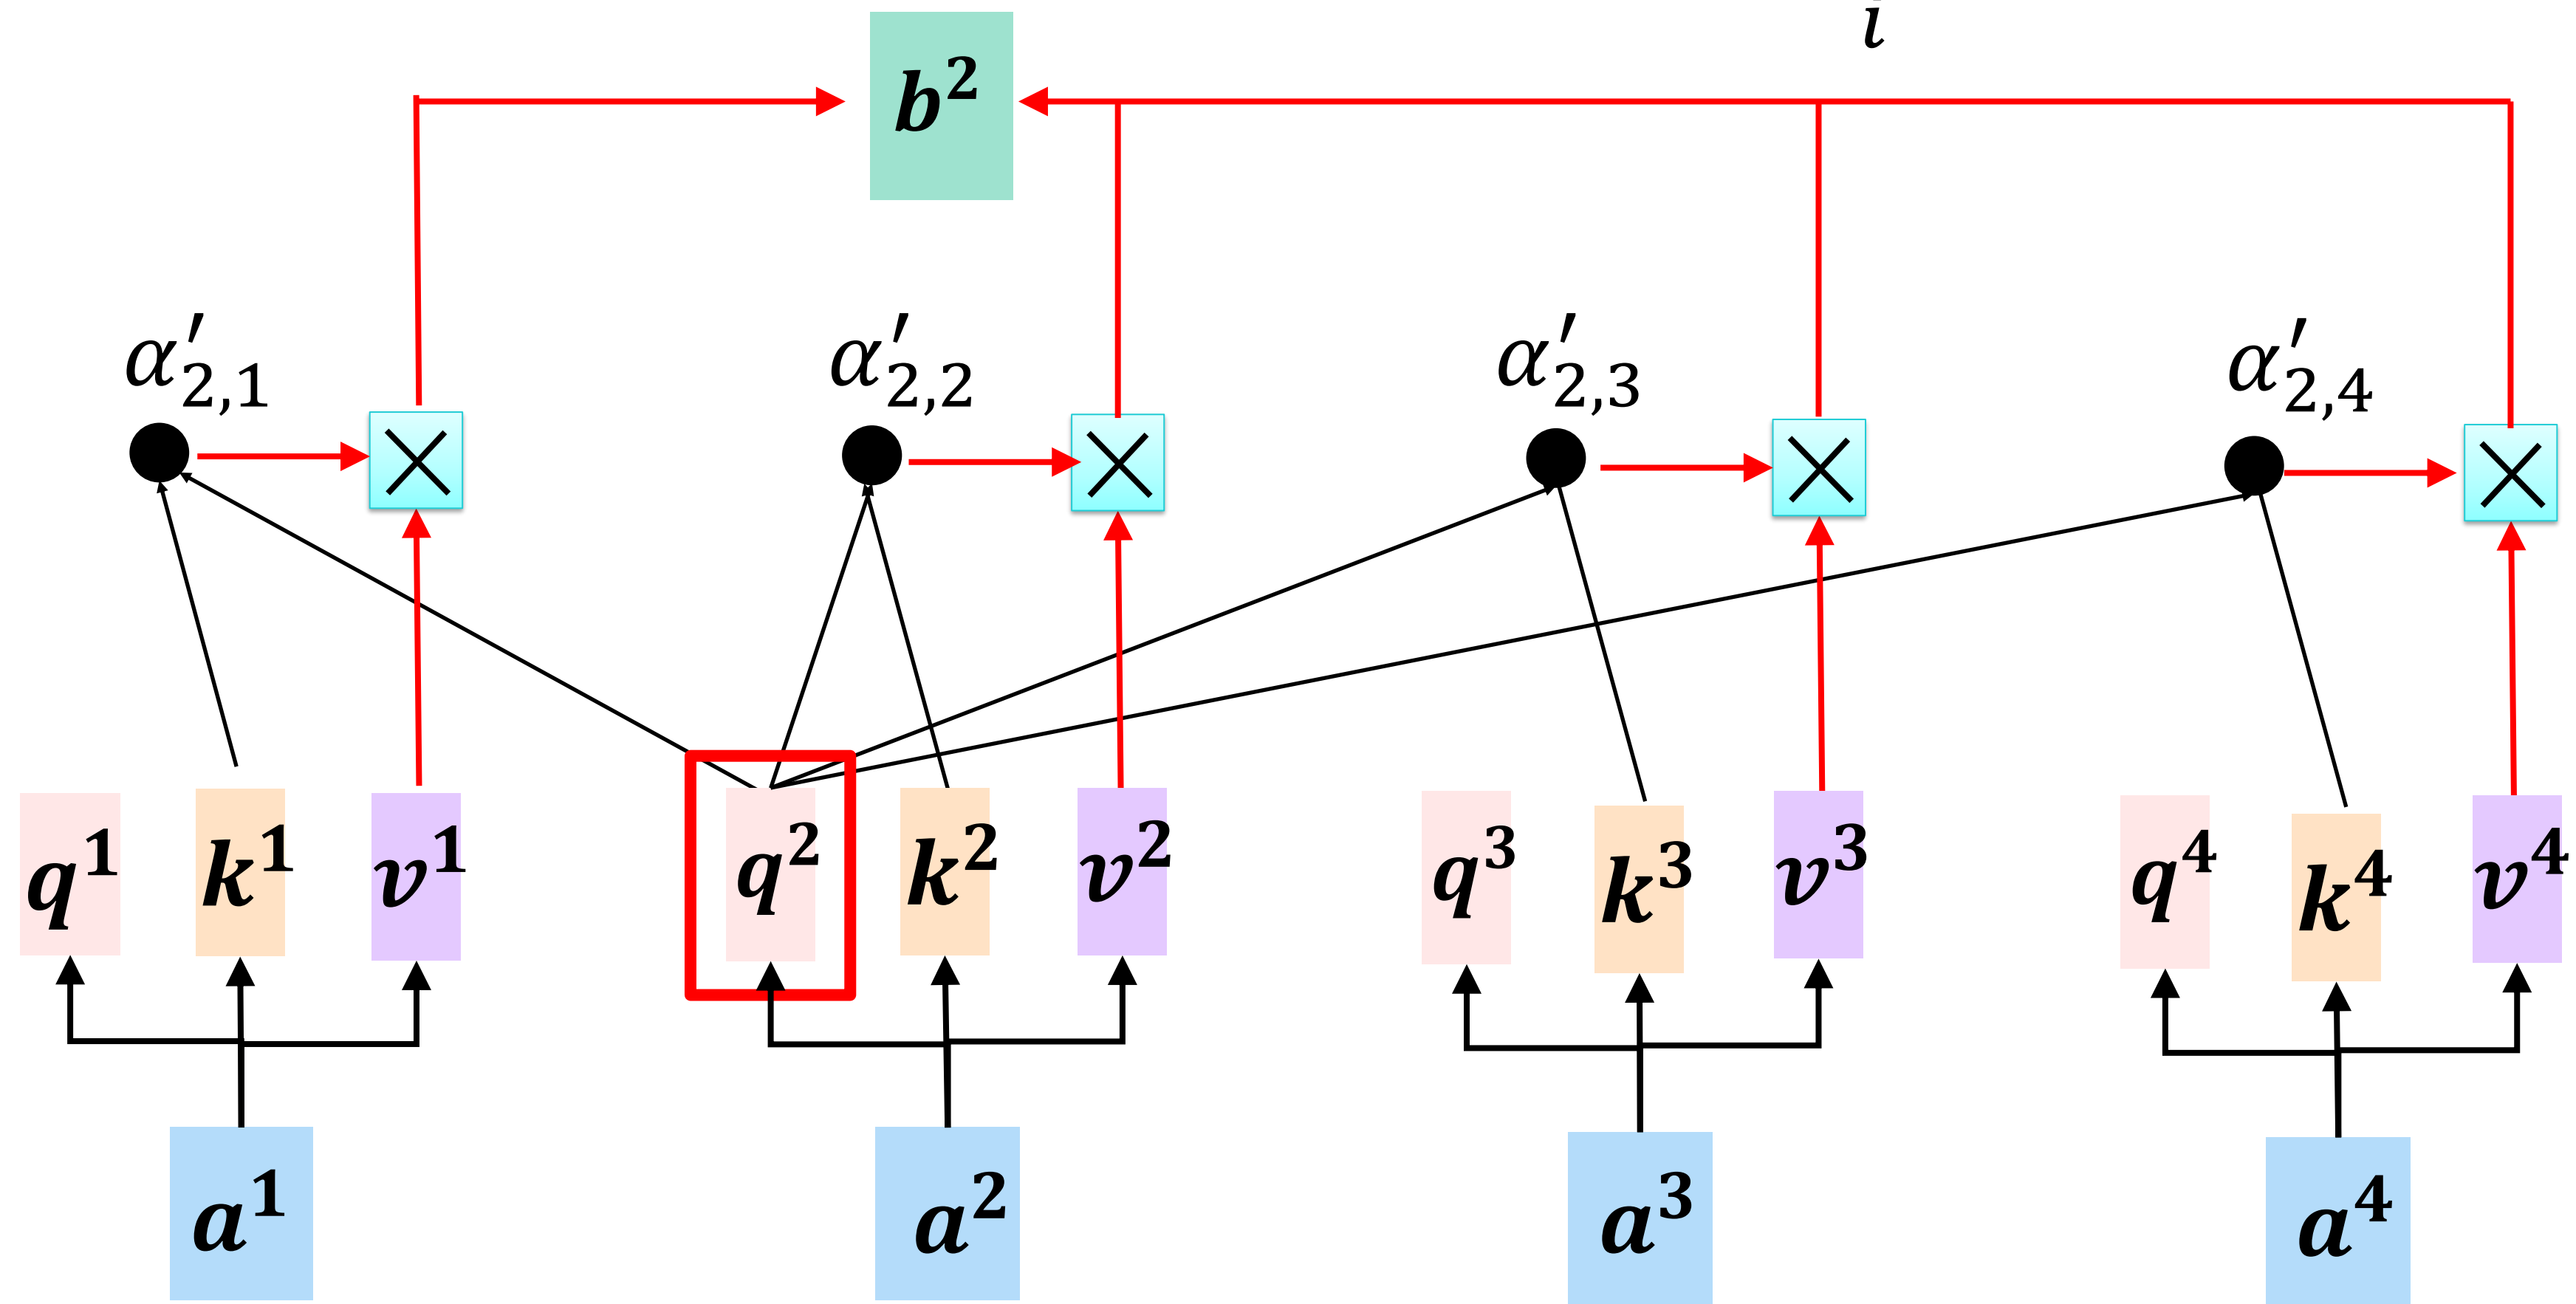 i
b²
α′₂,₁ α′₂,₂ α′₂,₃ α′₂,₄
q¹ k¹ v¹ q² k² v² q³ k³ v³ q⁴ k⁴ v⁴
a¹ a² a³ a⁴